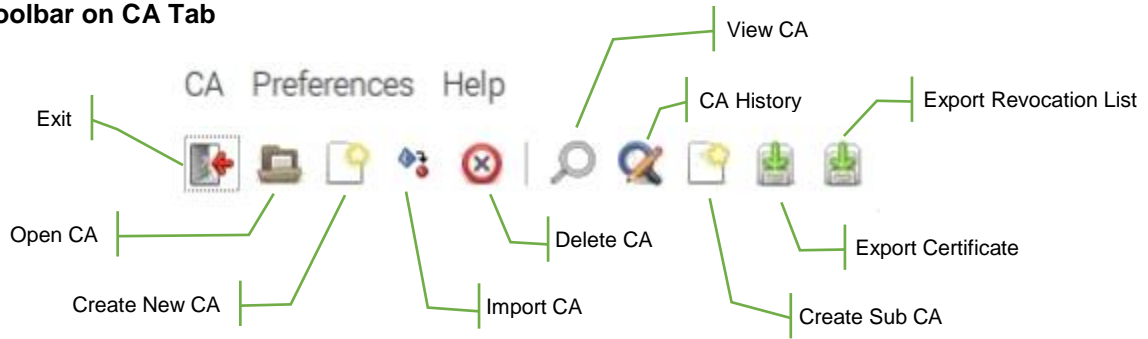 oolbar on CA Tab
View CA
CA Preferences Help
CA History
Export Revocation List
Exit
Open CA
Delete CA
Export Certificate
Create New CA
Import CA
Create Sub CA